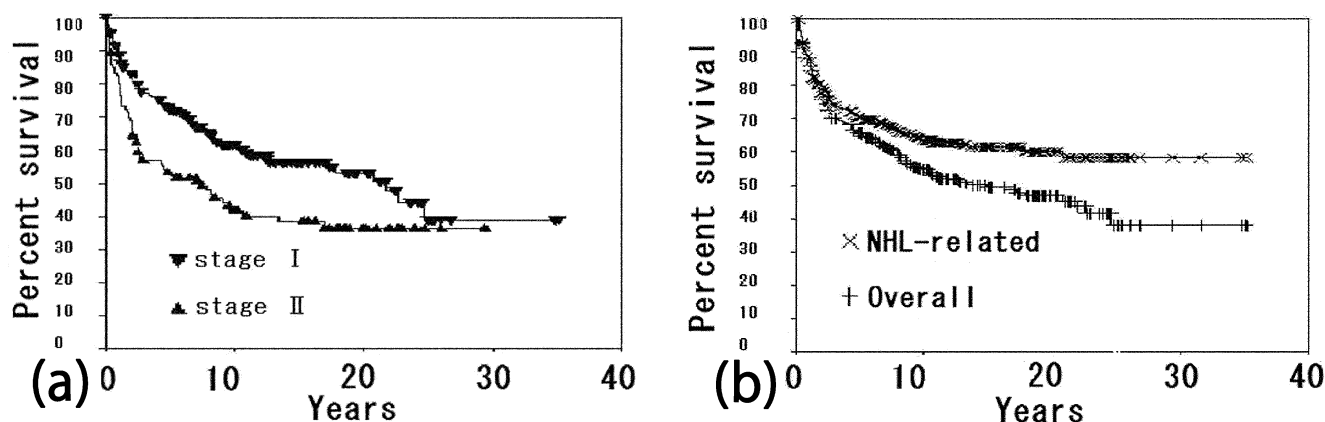 Percent survival
100
90
80
70
60
50
40
30
20
10
0
▼ stage Ⅰ
▲ stage Ⅱ
0 10 20 30 40
Years
(a)
Percent survival
100
90
80
70
60
50
40
30
20
10
0
× NHL-related
+ Overall
0 10 20 30 40
Years
(b)